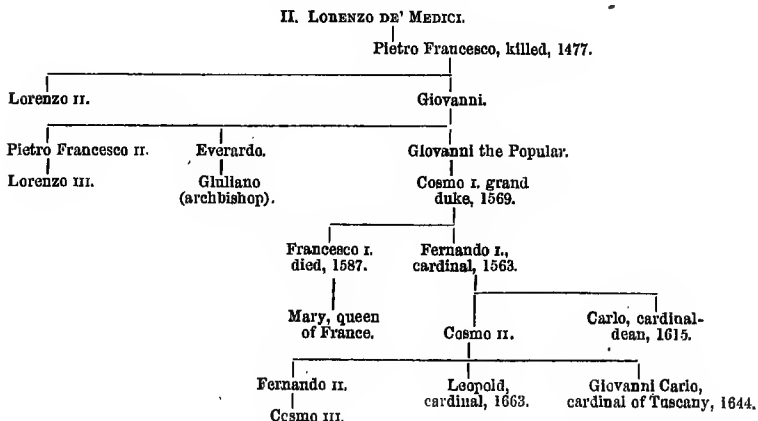 II. LORENZO DE' MEDICI.
Pietro Francesco, killed, 1477.
Lorenzo II. Giovanni.
Pietro Francesco II. Everardo. Giovanni the Popular.
Lorenzo III. Giuliano Cosmo I. grand
(archbishop). duke, 1569.
Francesco I. Fernando I.,
died, 1587. cardinal, 1563.
Mary, queen Carlo, cardinal-
of France. Cosmo II. dean, 1615.
Fernando II. Leopold, Giovanni Carlo,
cardinal, 1663. cardinal of Tuscany, 1644.
Cosmo III.